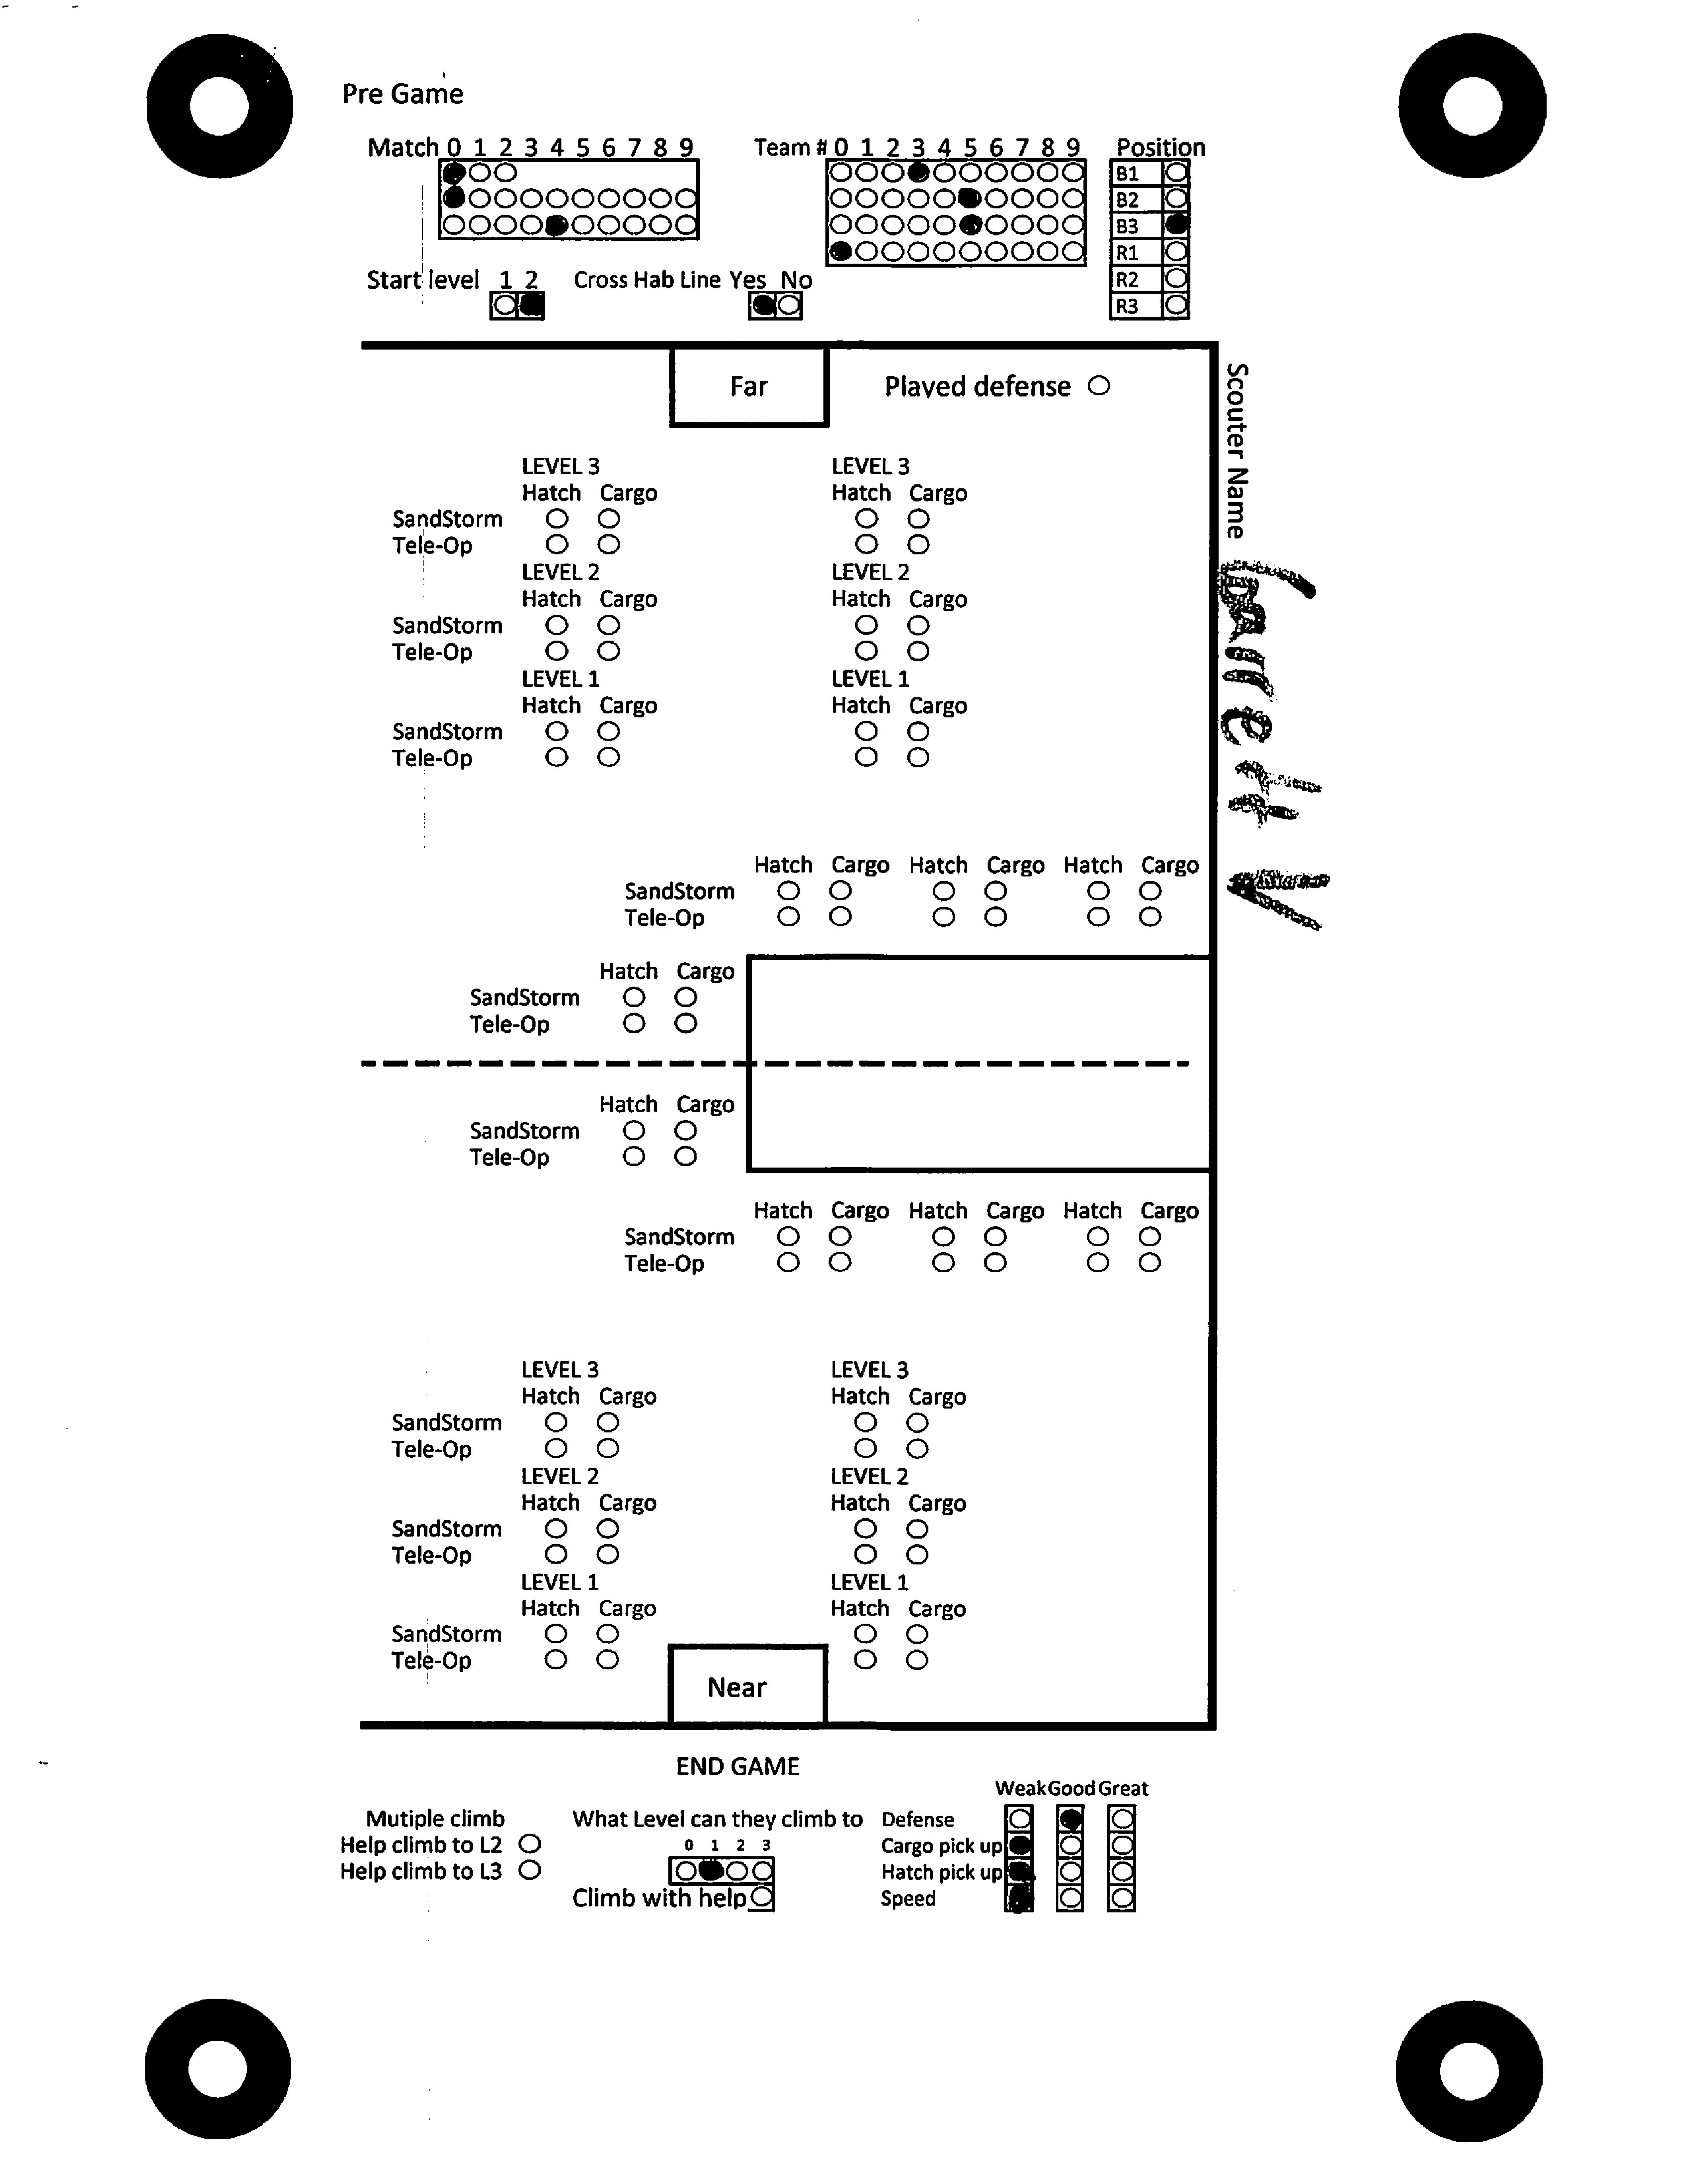 Pre Game
Match 0 1 2 3 4 5 6 7 8 9
Team # 0 1 2 3 4 5 6 7 8 9
Position
B1
B2
B3
R1
R2
R3
Start level 1 2
Cross Hab Line Yes No
Far
Played defense
Scouter Name
LEVEL 3 LEVEL 3
Hatch Cargo Hatch Cargo
SandStorm
Tele-Op
LEVEL 2 LEVEL 2
Hatch Cargo Hatch Cargo
SandStorm
Tele-Op
LEVEL 1 LEVEL 1
Hatch Cargo Hatch Cargo
SandStorm
Tele-Op
Hatch Cargo Hatch Cargo Hatch Cargo
SandStorm
Tele-Op
Hatch Cargo
SandStorm
Tele-Op
Hatch Cargo
SandStorm
Tele-Op
Hatch Cargo Hatch Cargo Hatch Cargo
SandStorm
Tele-Op
LEVEL 3 LEVEL 3
Hatch Cargo Hatch Cargo
SandStorm
Tele-Op
LEVEL 2 LEVEL 2
Hatch Cargo Hatch Cargo
SandStorm
Tele-Op
LEVEL 1 LEVEL 1
Hatch Cargo Hatch Cargo
SandStorm
Tele-Op
Near
END GAME
Weak Good Great
Mutiple climb
Help climb to L2
Help climb to L3
What Level can they climb to
0 1 2 3
Climb with help
Defense
Cargo pick up
Hatch pick up
Speed